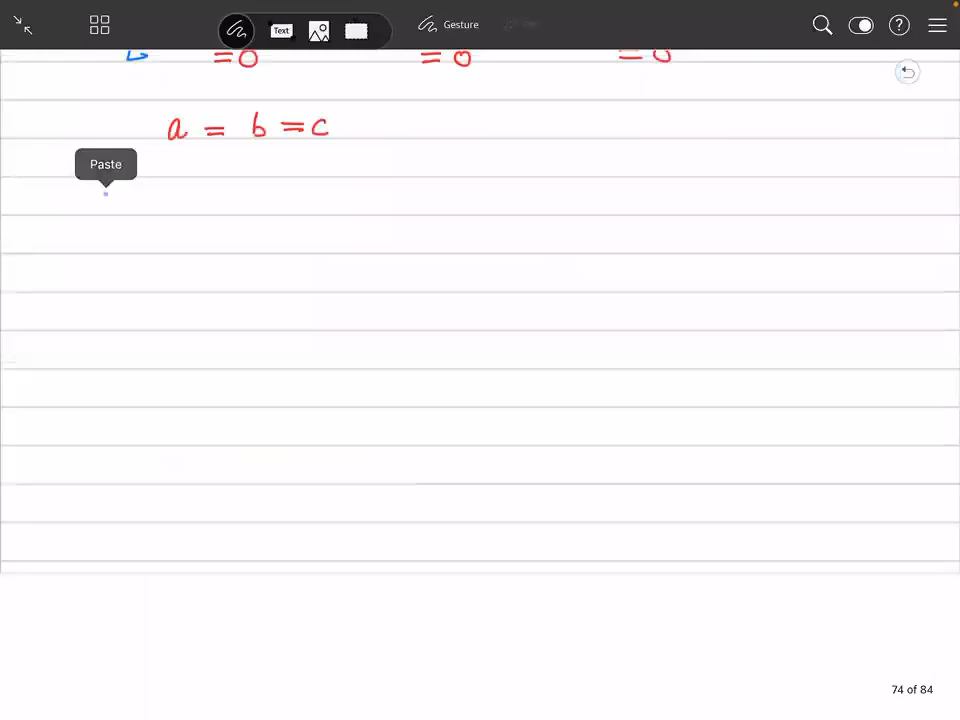 Text
Gesture
=0 =0 =0
a = b = c
Paste
74 of 84